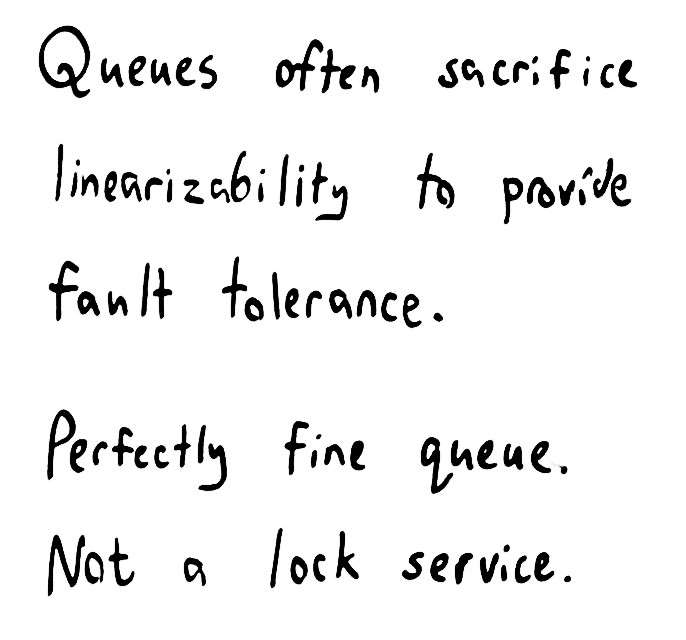 Queues often sacrifice
linearizability to provide
fault tolerance.
Perfectly fine queue.
Not a lock service.